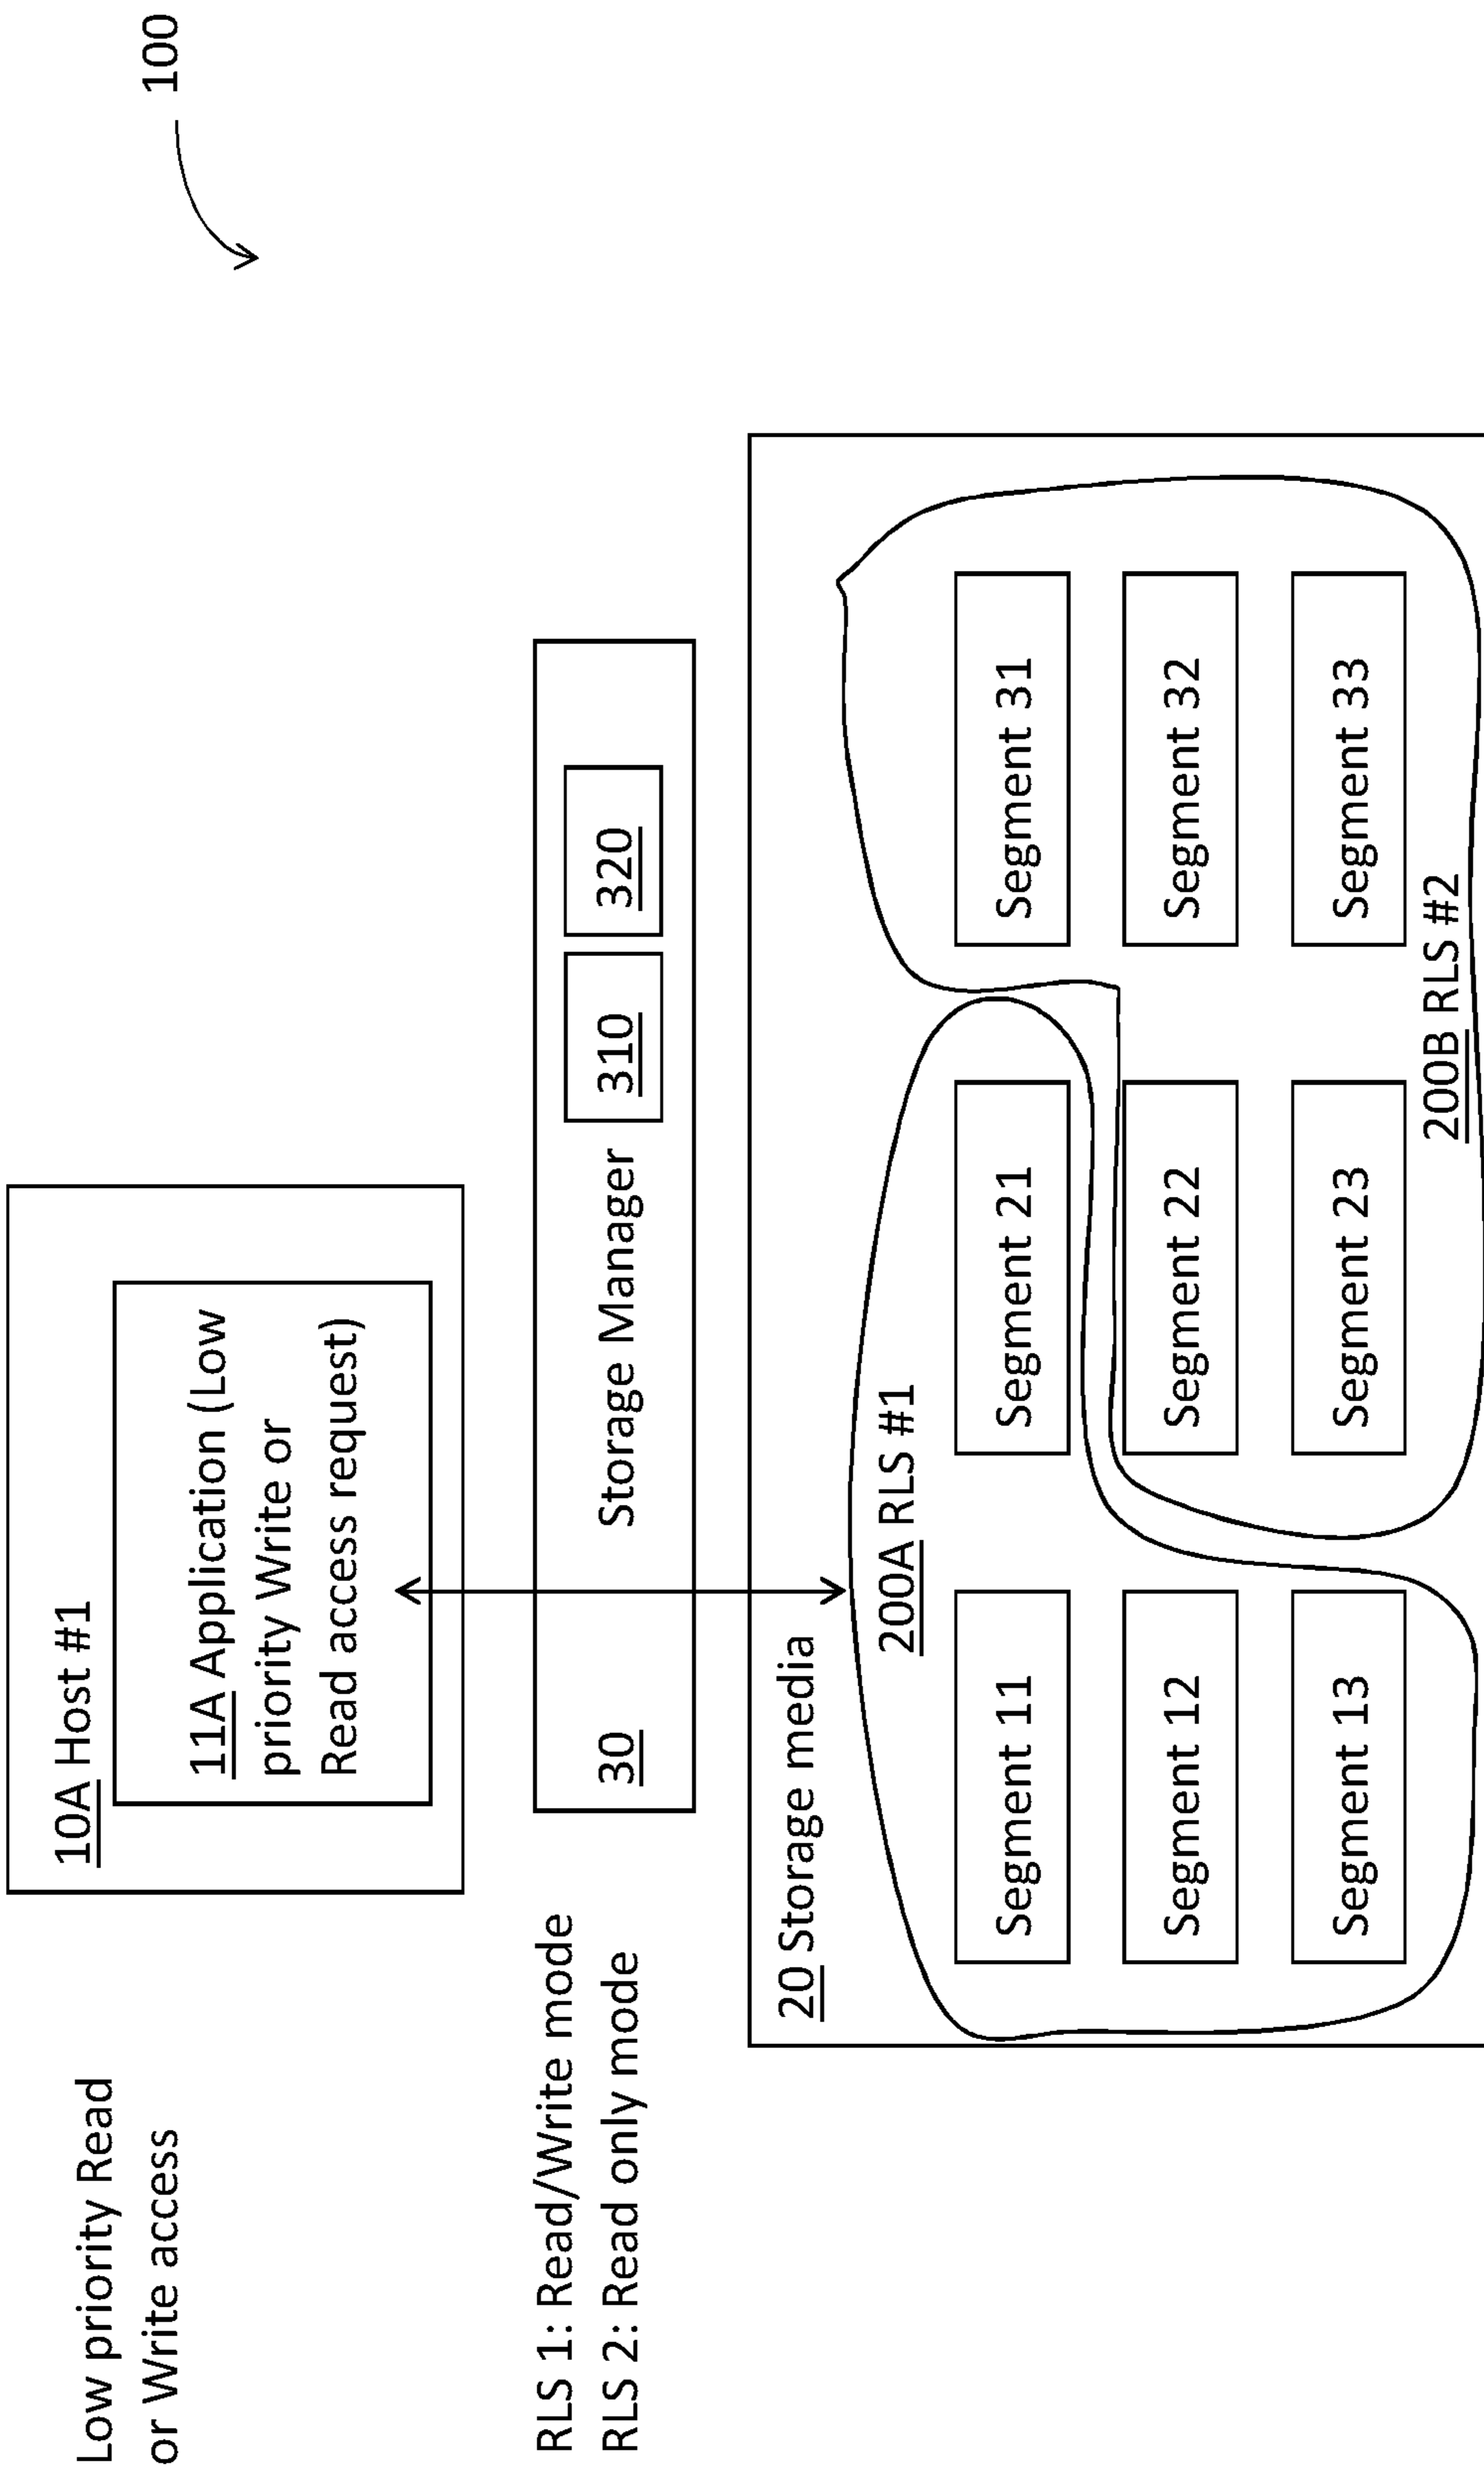 100
Low priority Read
or Write access
10A Host #1
11A Application (Low
priority Write or
Read access request)
RLS 1: Read/Write mode
RLS 2: Read only mode
30
Storage Manager
310
320
20 Storage media
200A RLS #1
Segment 11
Segment 21
Segment 31
Segment 12
Segment 22
Segment 32
Segment 13
Segment 23
Segment 33
200B RLS #2